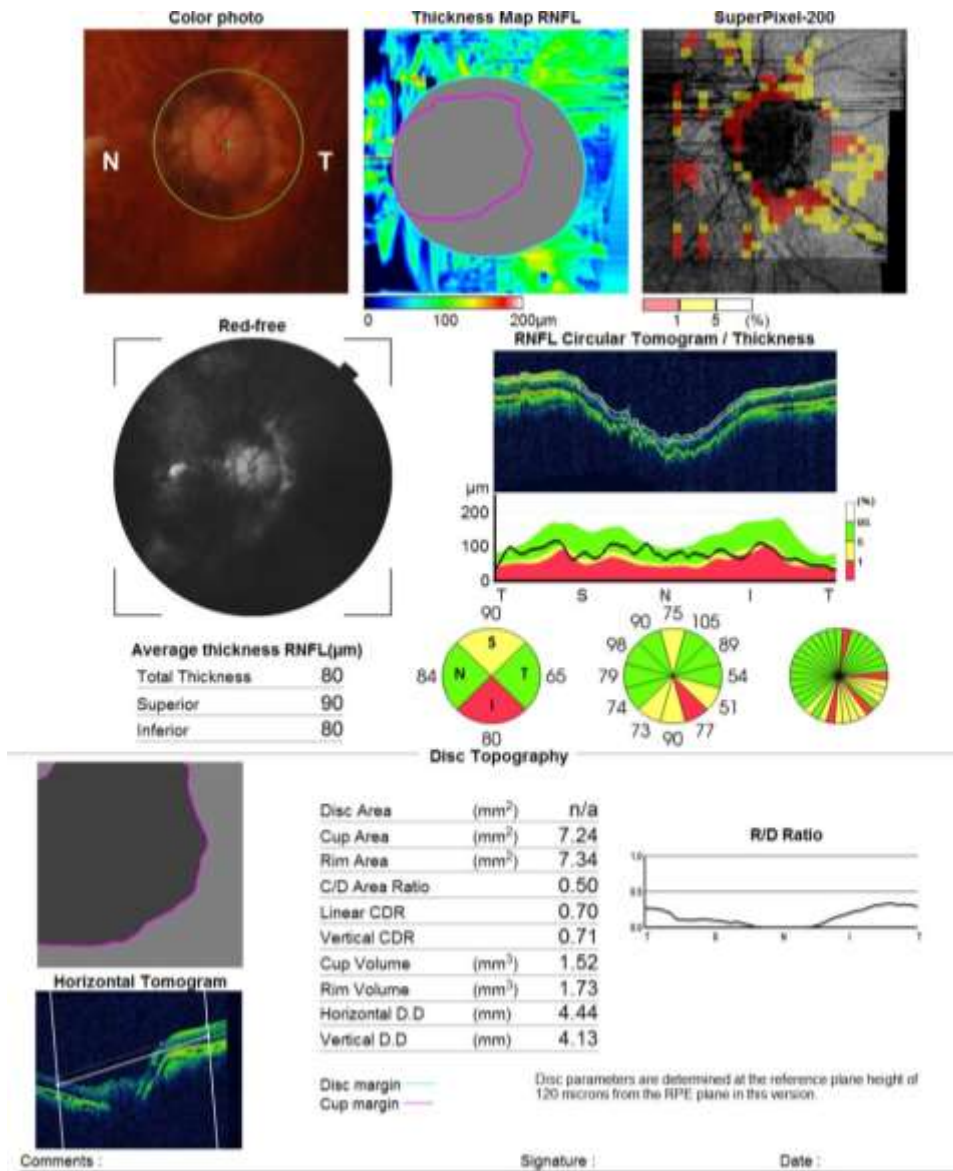 Color photo
Thickness Map RNFL
SuperPixel-200
N
T
0
100
200µm
1
5
(%)
Red-free
RNFL Circular Tomogram / Thickness
µm
200
100
0
T
S
N
I
T
(%)
5
1
Average thickness RNFL(µm)
Total Thickness 80
Superior 90
Inferior 80
90
S
84
N
T
65
I
80
75
90
105
98
89
79
54
74
51
73
77
90
Disc Topography
Disc Area (mm²) n/a
Cup Area (mm²) 7.24
Rim Area (mm²) 7.34
C/D Area Ratio 0.50
Linear CDR 0.70
Vertical CDR 0.71
Cup Volume (mm³) 1.52
Rim Volume (mm³) 1.73
Horizontal D.D (mm) 4.44
Vertical D.D (mm) 4.13
R/D Ratio
1.0
0.5
0.0
Horizontal Tomogram
Disc margin
Cup margin
Disc parameters are determined at the reference plane height of
120 microns from the RPE plane in this version.
Comments :
Signature :
Date :